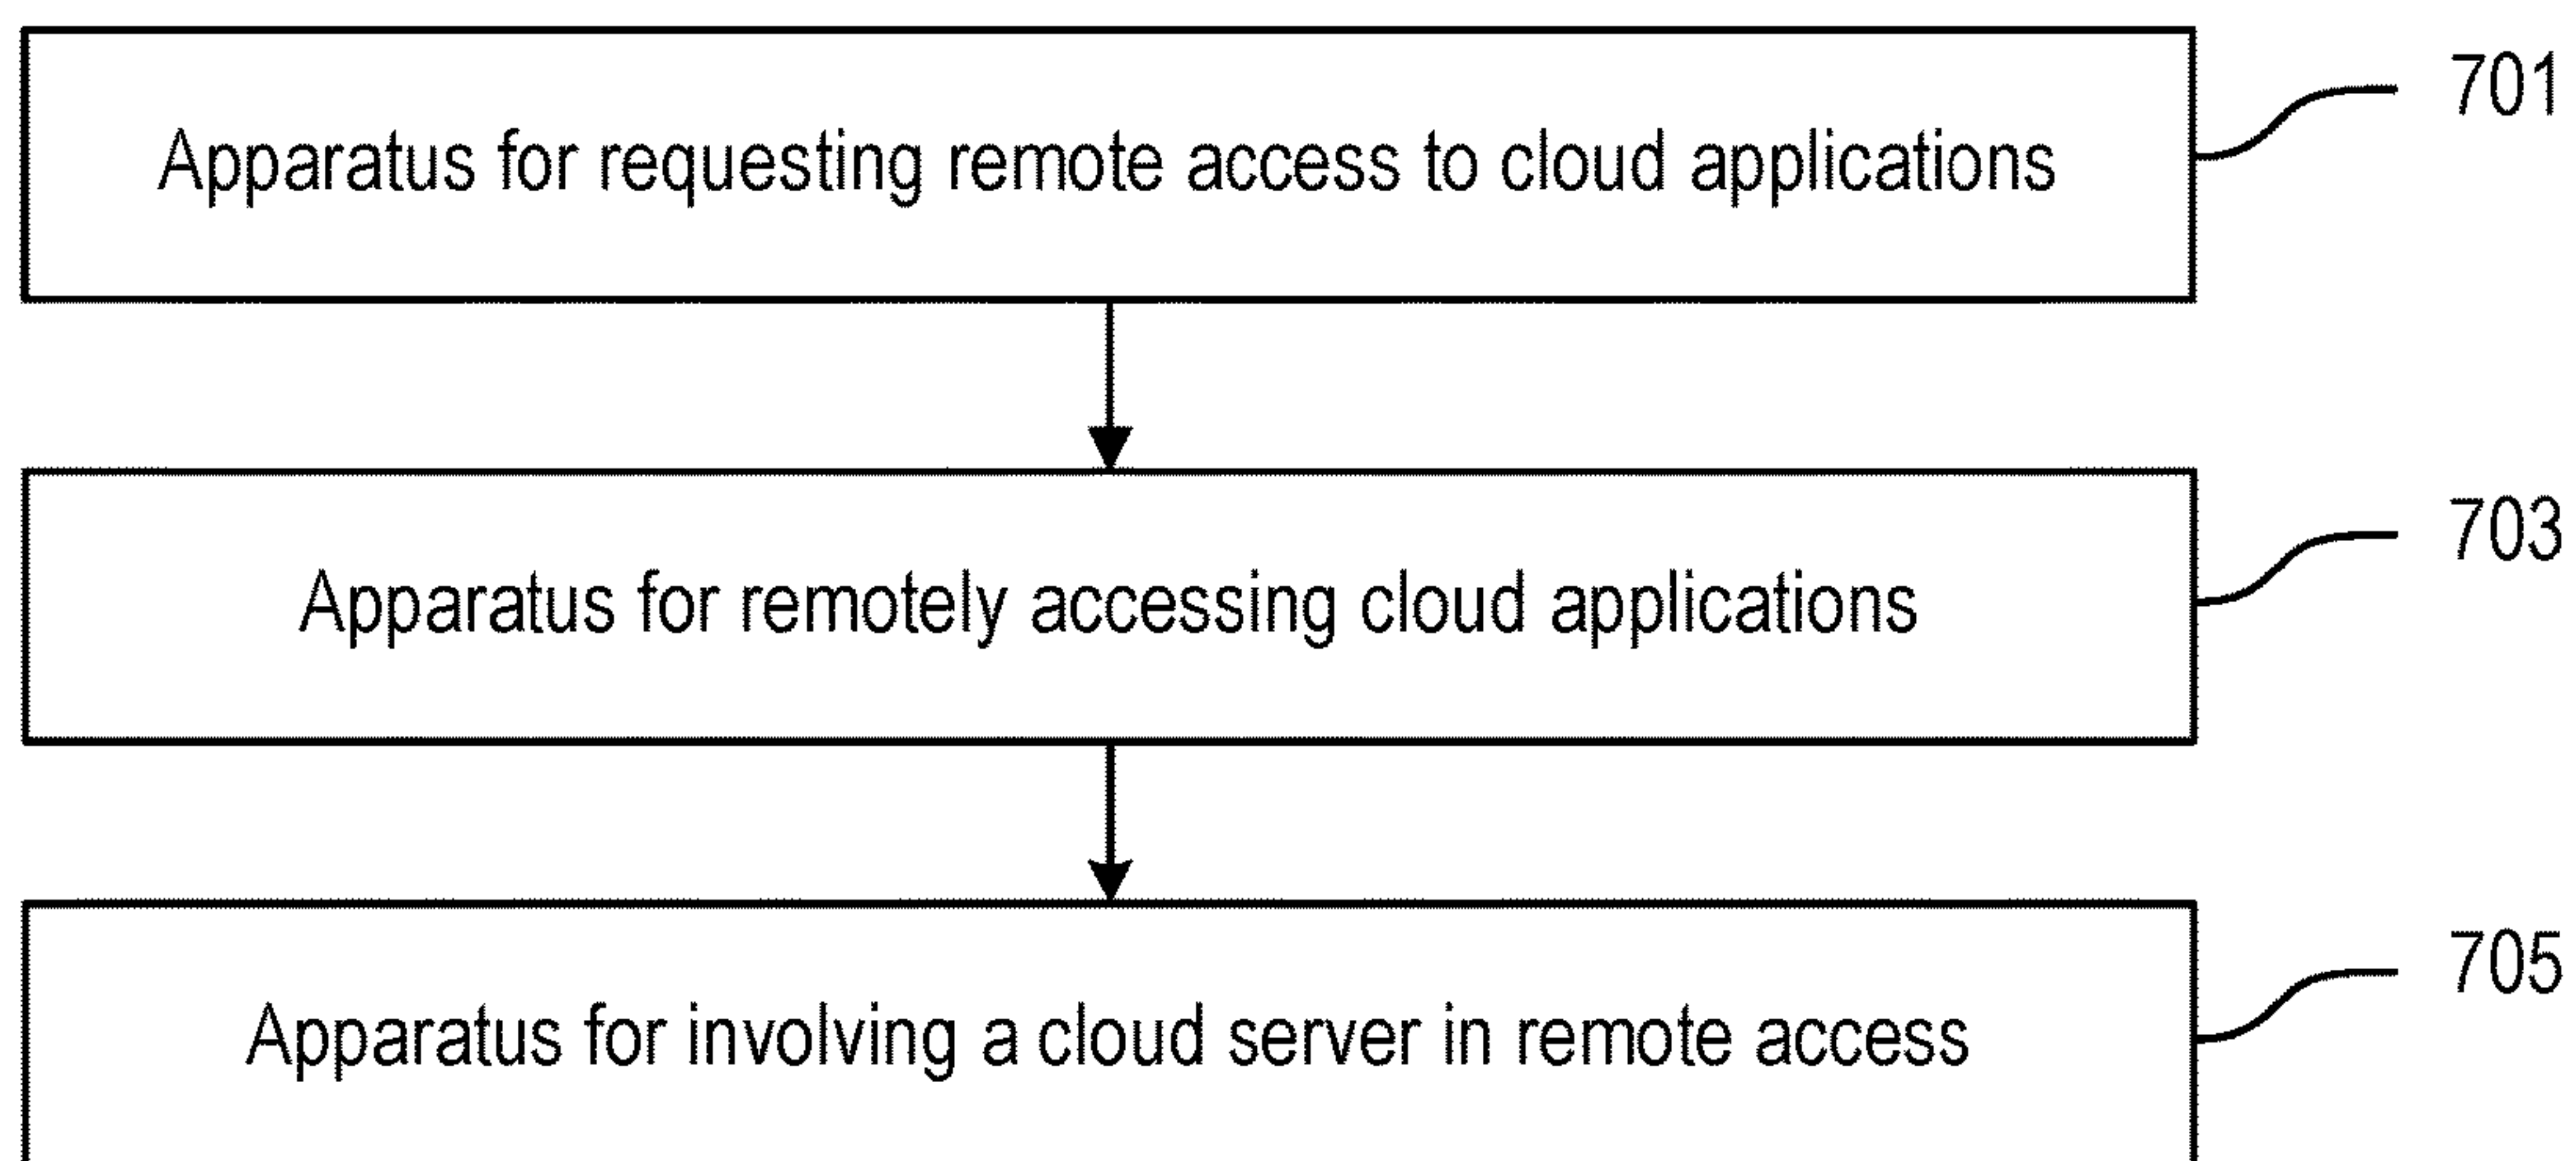 701
Apparatus for requesting remote access to cloud applications
703
Apparatus for remotely accessing cloud applications
705
Apparatus for involving a cloud server in remote access